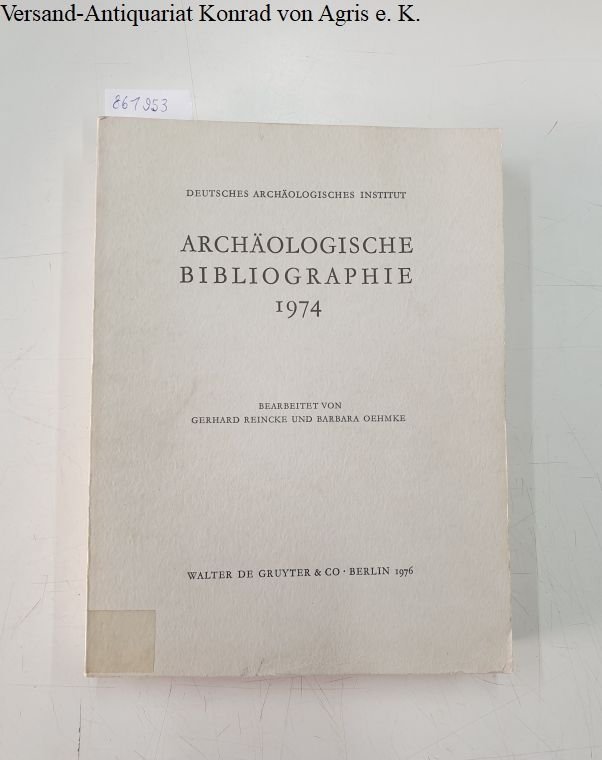 Versand-Antiquariat Konrad von Agris e. K.
861953
DEUTSCHES ARCHÄOLOGISCHES INSTITUT
ARCHÄOLOGISCHE
BIBLIOGRAPHIE
1974
BEARBEITET VON
GERHARD REINCKE UND BARBARA OEHMKE
WALTER DE GRUYTER & CO · BERLIN 1976